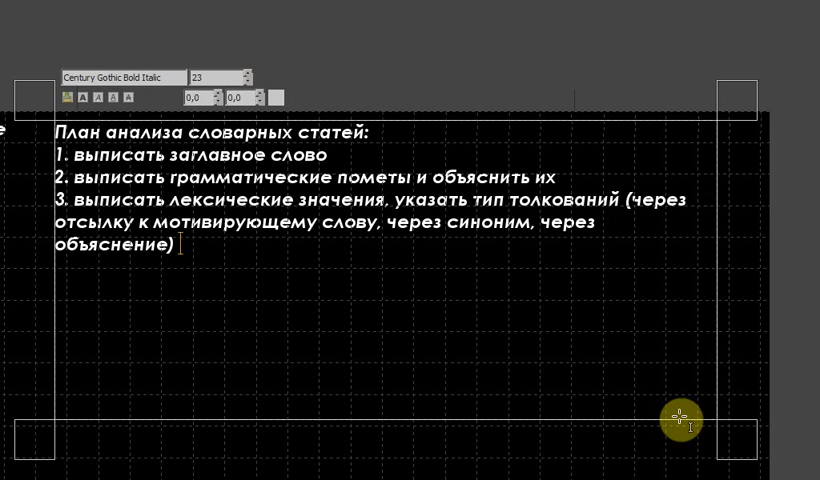 Century Gothic Bold Italic 23
A A A A 0,0 0,0
е План анализа словарных статей:
1. выписать заглавное слово
2. выписать грамматические пометы и объяснить их
3. выписать лексические значения, указать тип толкований (через
отсылку к мотивирующему слову, через синоним, через
объяснение)